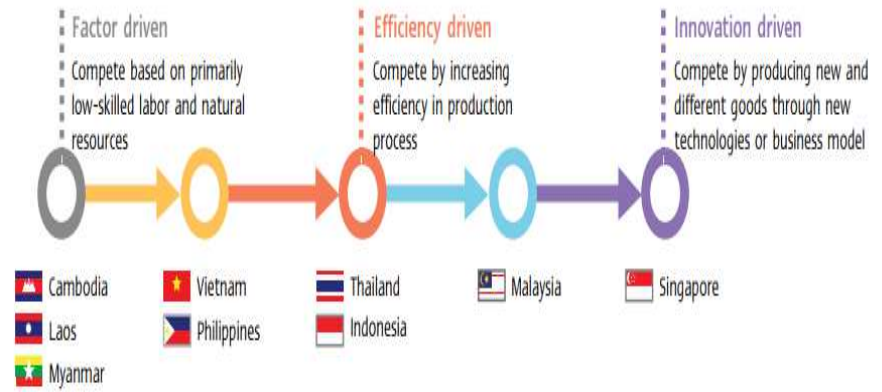 Factor driven
Compete based on primarily
low-skilled labor and natural
resources
Efficiency driven
Compete by increasing
efficiency in production
process
Innovation driven
Compete by producing new and
different goods through new
technologies or business model
Cambodia
Laos
Myanmar
Vietnam
Philippines
Thailand
Indonesia
Malaysia
Singapore